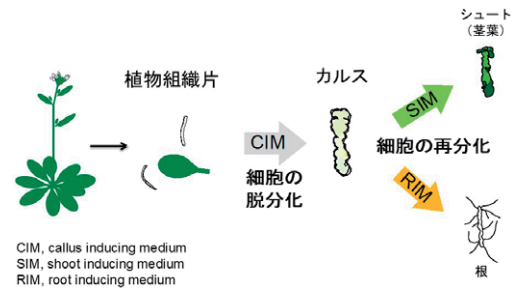 シュート
(茎葉)
植物組織片
カルス
SIM
CIM
細胞の
脱分化
細胞の再分化
RIM
根
CIM, callus inducing medium
SIM, shoot inducing medium
RIM, root inducing medium